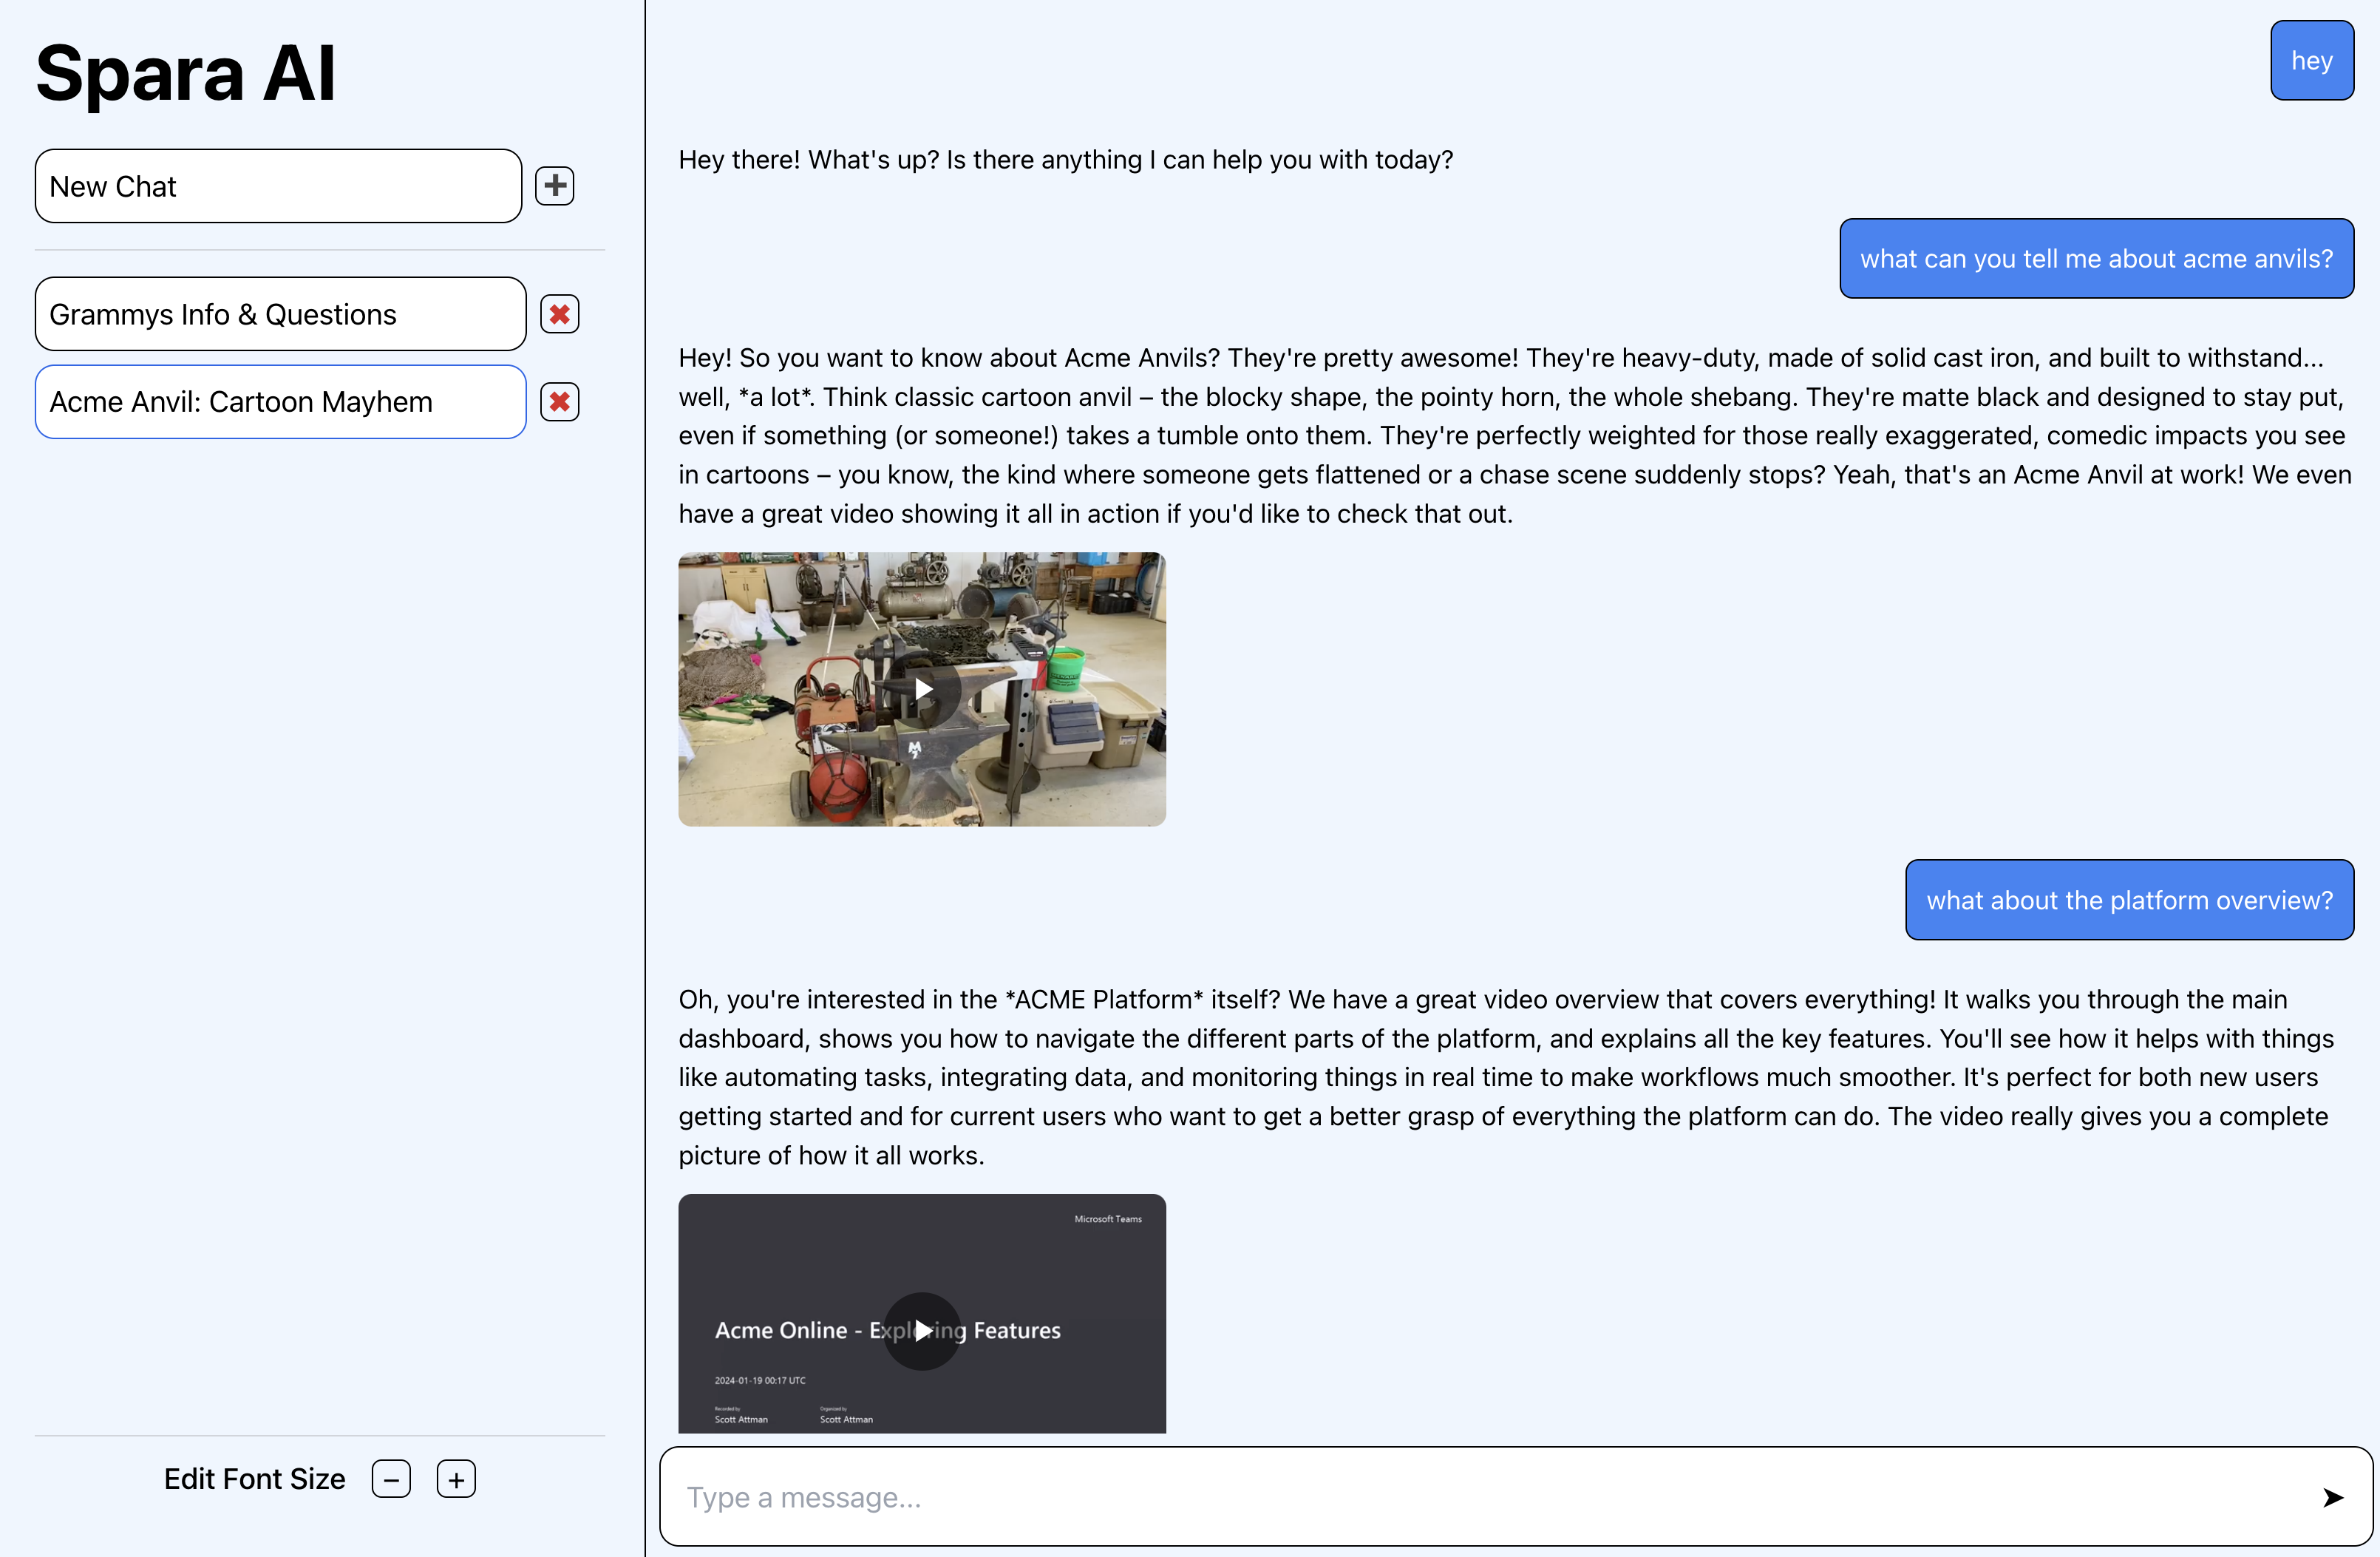 Spara AI
New Chat
Grammys Info & Questions
Acme Anvil: Cartoon Mayhem
Edit Font Size
hey
Hey there! What's up? Is there anything I can help you with today?
what can you tell me about acme anvils?
Hey! So you want to know about Acme Anvils? They're pretty awesome! They're heavy-duty, made of solid cast iron, and built to withstand...
well, *a lot*. Think classic cartoon anvil – the blocky shape, the pointy horn, the whole shebang. They're matte black and designed to stay put,
even if something (or someone!) takes a tumble onto them. They're perfectly weighted for those really exaggerated, comedic impacts you see
in cartoons – you know, the kind where someone gets flattened or a chase scene suddenly stops? Yeah, that's an Acme Anvil at work! We even
have a great video showing it all in action if you'd like to check that out.
what about the platform overview?
Oh, you're interested in the *ACME Platform* itself? We have a great video overview that covers everything! It walks you through the main
dashboard, shows you how to navigate the different parts of the platform, and explains all the key features. You'll see how it helps with things
like automating tasks, integrating data, and monitoring things in real time to make workflows much smoother. It's perfect for both new users
getting started and for current users who want to get a better grasp of everything the platform can do. The video really gives you a complete
picture of how it all works.
Microsoft Teams
Acme Online - Exploring Features
2024-01-19 00:17 UTC
Recorded by Organized by
Scott Attman Scott Attman
Type a message...